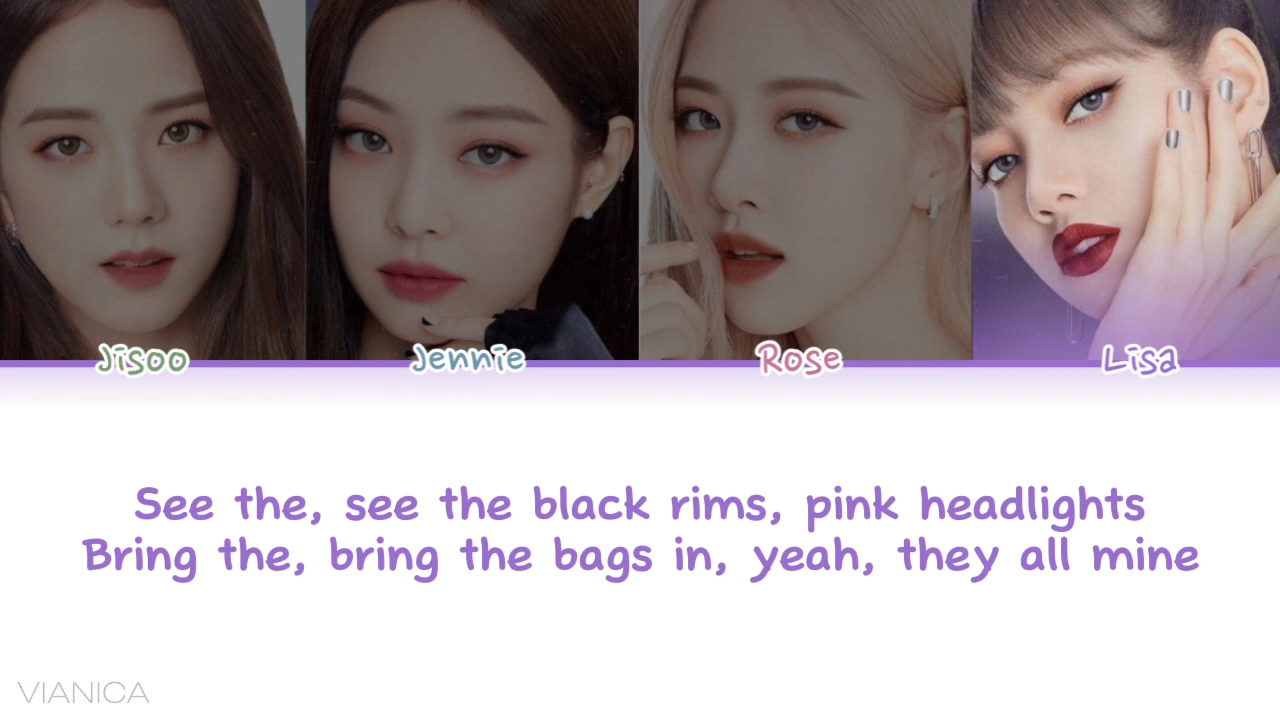 Jisoo
Jennie
Rose
Lisa
See the, see the black rims, pink headlights
Bring the, bring the bags in, yeah, they all mine
VIANICA